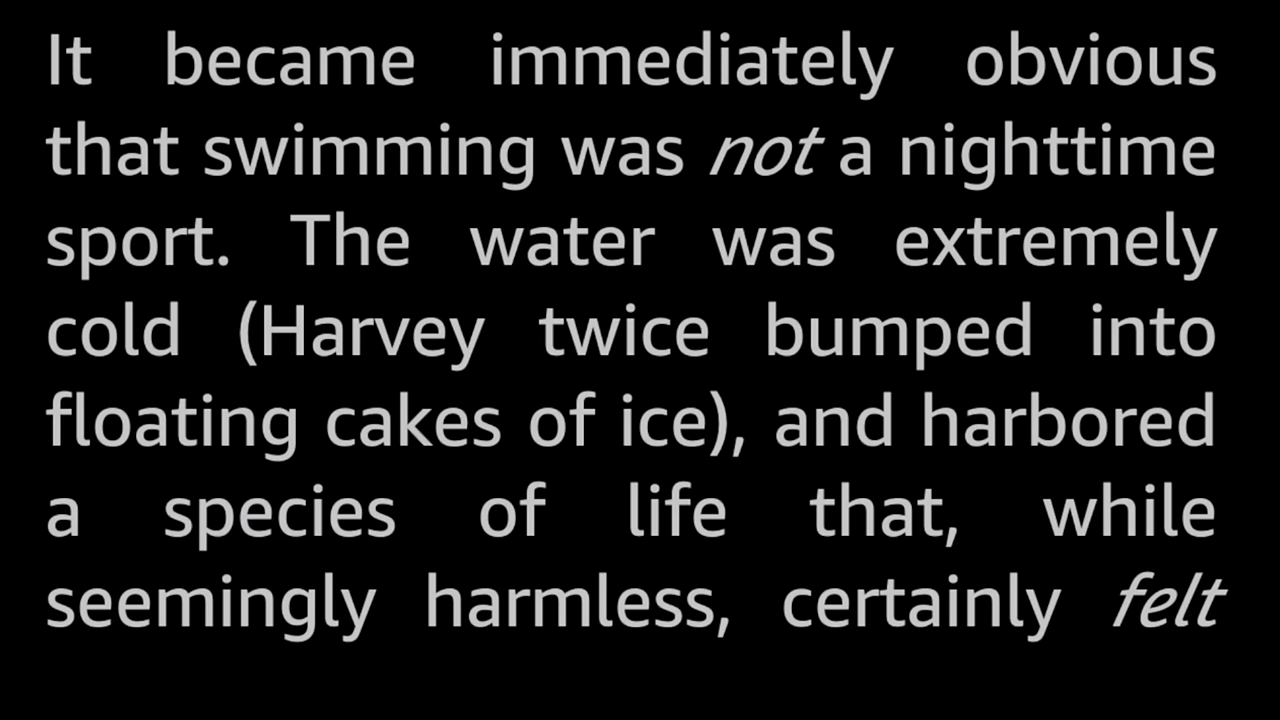 It became immediately obvious
that swimming was not a nighttime
sport. The water was extremely
cold (Harvey twice bumped into
floating cakes of ice), and harbored
a species of life that, while
seemingly harmless, certainly felt